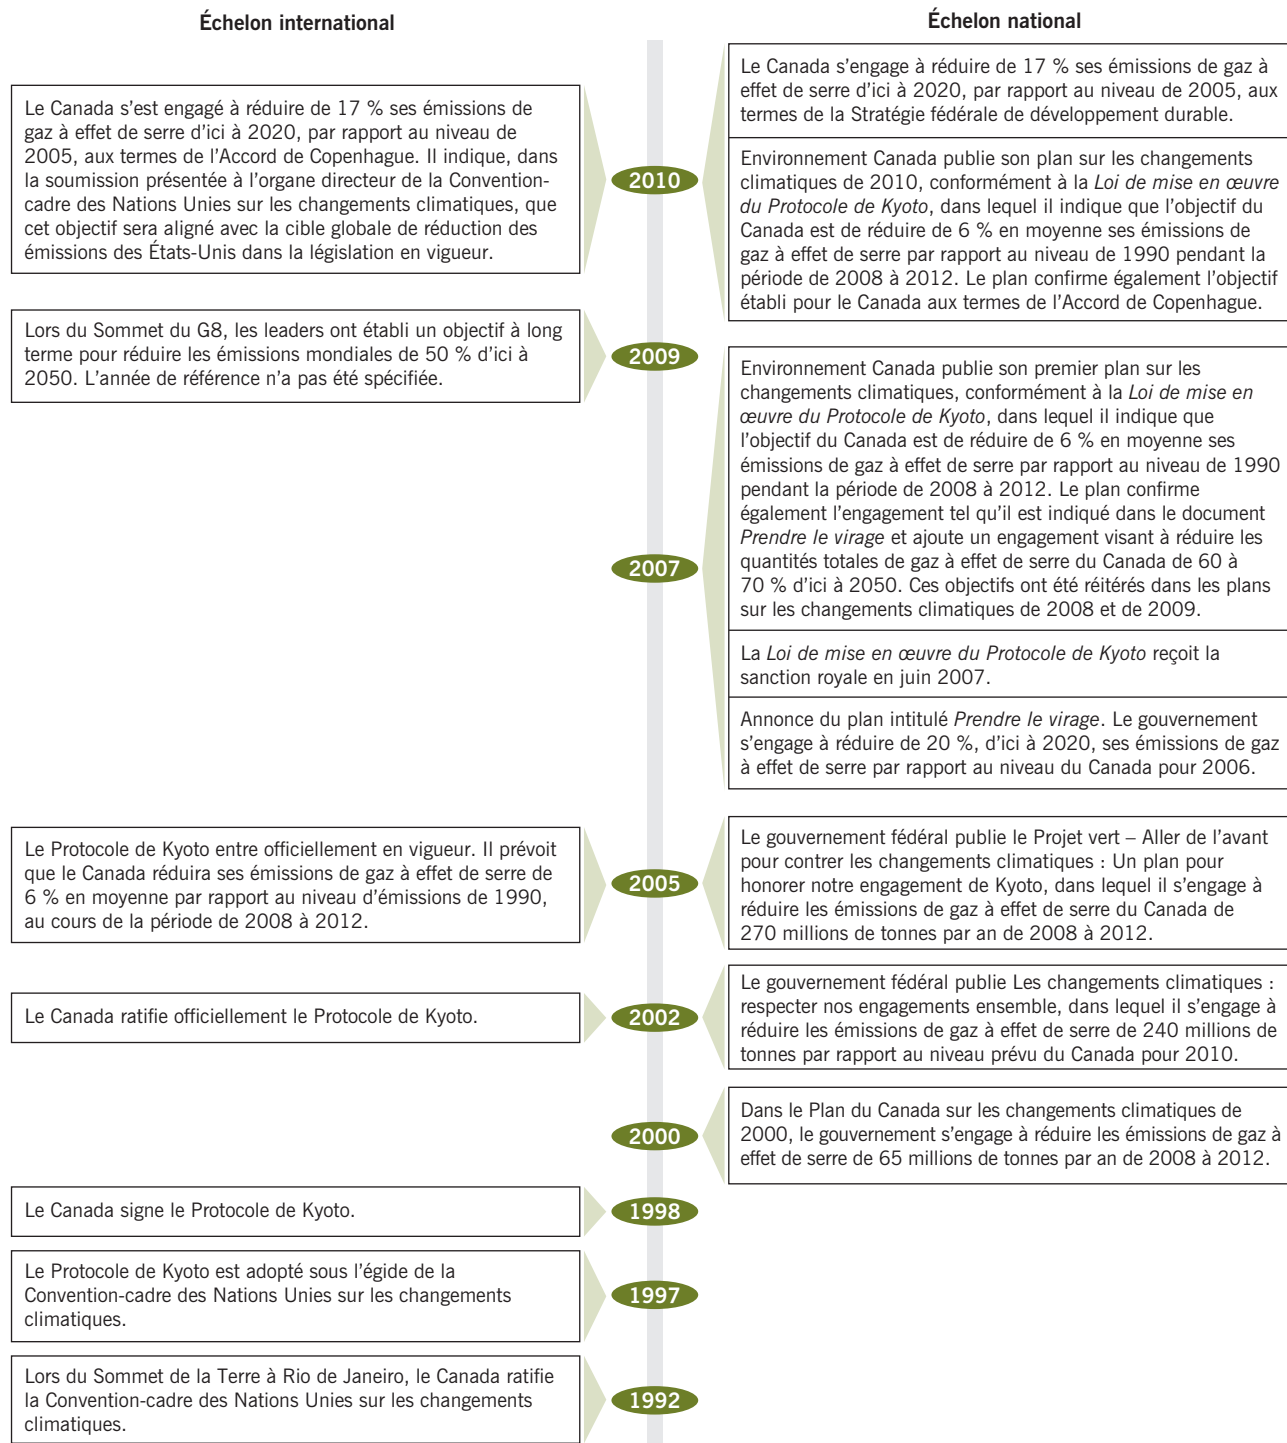 Échelon international
Échelon national
Le Canada s'engage à réduire de 17 % ses émissions de gaz à
effet de serre d'ici à 2020, par rapport au niveau de 2005, aux
termes de la Stratégie fédérale de développement durable.
Le Canada s'est engagé à réduire de 17 % ses émissions de
gaz à effet de serre d'ici à 2020, par rapport au niveau de
2005, aux termes de l'Accord de Copenhague. Il indique, dans
la soumission présentée à l'organe directeur de la Convention-
cadre des Nations Unies sur les changements climatiques, que
cet objectif sera aligné avec la cible globale de réduction des
émissions des États-Unis dans la législation en vigueur.
2010
Environnement Canada publie son plan sur les changements
climatiques de 2010, conformément à la Loi de mise en œuvre
du Protocole de Kyoto, dans lequel il indique que l'objectif du
Canada est de réduire de 6 % en moyenne ses émissions de
gaz à effet de serre par rapport au niveau de 1990 pendant la
période de 2008 à 2012. Le plan confirme également l'objectif
établi pour le Canada aux termes de l'Accord de Copenhague.
Lors du Sommet du G8, les leaders ont établi un objectif à long
terme pour réduire les émissions mondiales de 50 % d'ici à
2050. L'année de référence n'a pas été spécifiée.
2009
Environnement Canada publie son premier plan sur les
changements climatiques, conformément à la Loi de mise en
œuvre du Protocole de Kyoto, dans lequel il indique que
l'objectif du Canada est de réduire de 6 % en moyenne ses
émissions de gaz à effet de serre par rapport au niveau de 1990
pendant la période de 2008 à 2012. Le plan confirme
également l'engagement tel qu'il est indiqué dans le document
Prendre le virage et ajoute un engagement visant à réduire les
quantités totales de gaz à effet de serre du Canada de 60 à
70 % d'ici à 2050. Ces objectifs ont été réitérés dans les plans
sur les changements climatiques de 2008 et de 2009.
2007
La Loi de mise en œuvre du Protocole de Kyoto reçoit la
sanction royale en juin 2007.
Annonce du plan intitulé Prendre le virage. Le gouvernement
s'engage à réduire de 20 %, d'ici à 2020, ses émissions de gaz
à effet de serre par rapport au niveau du Canada pour 2006.
Le Protocole de Kyoto entre officiellement en vigueur. Il prévoit
que le Canada réduira ses émissions de gaz à effet de serre de
6 % en moyenne par rapport au niveau d'émissions de 1990,
au cours de la période de 2008 à 2012.
2005
Le gouvernement fédéral publie le Projet vert – Aller de l'avant
pour contrer les changements climatiques : Un plan pour
honorer notre engagement de Kyoto, dans lequel il s'engage à
réduire les émissions de gaz à effet de serre du Canada de
270 millions de tonnes par an de 2008 à 2012.
Le Canada ratifie officiellement le Protocole de Kyoto.
2002
Le gouvernement fédéral publie Les changements climatiques :
respecter nos engagements ensemble, dans lequel il s'engage à
réduire les émissions de gaz à effet de serre de 240 millions de
tonnes par rapport au niveau prévu du Canada pour 2010.
2000
Dans le Plan du Canada sur les changements climatiques de
2000, le gouvernement s'engage à réduire les émissions de gaz à
effet de serre de 65 millions de tonnes par an de 2008 à 2012.
Le Canada signe le Protocole de Kyoto.
1998
Le Protocole de Kyoto est adopté sous l'égide de la
Convention-cadre des Nations Unies sur les changements
climatiques.
1997
Lors du Sommet de la Terre à Rio de Janeiro, le Canada ratifie
la Convention-cadre des Nations Unies sur les changements
climatiques.
1992